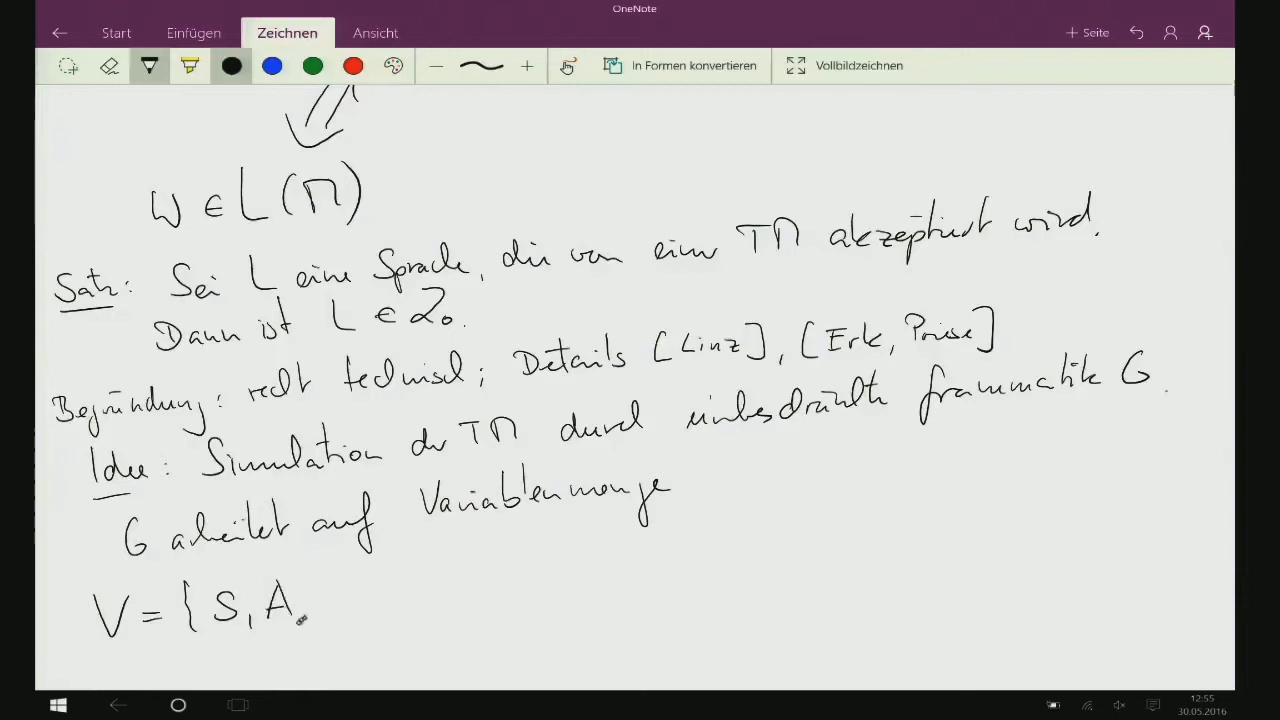 OneNote
Start Einfügen Zeichnen Ansicht Seite
In Formen konvertieren Vollbildzeichnen
W ∈ L(M)
Satz: Sei L eine Sprache, die von einer TM akzeptiert wird.
Dann ist L ∈ ℒ₀.
Begründung: recht technisch; Details [Linz], [Erk, Priese]
Idee: Simulation der TM durch unbeschränkte Grammatik G.
G arbeitet auf Variablenmenge
V = { S, A,
12:55
30.05.2016